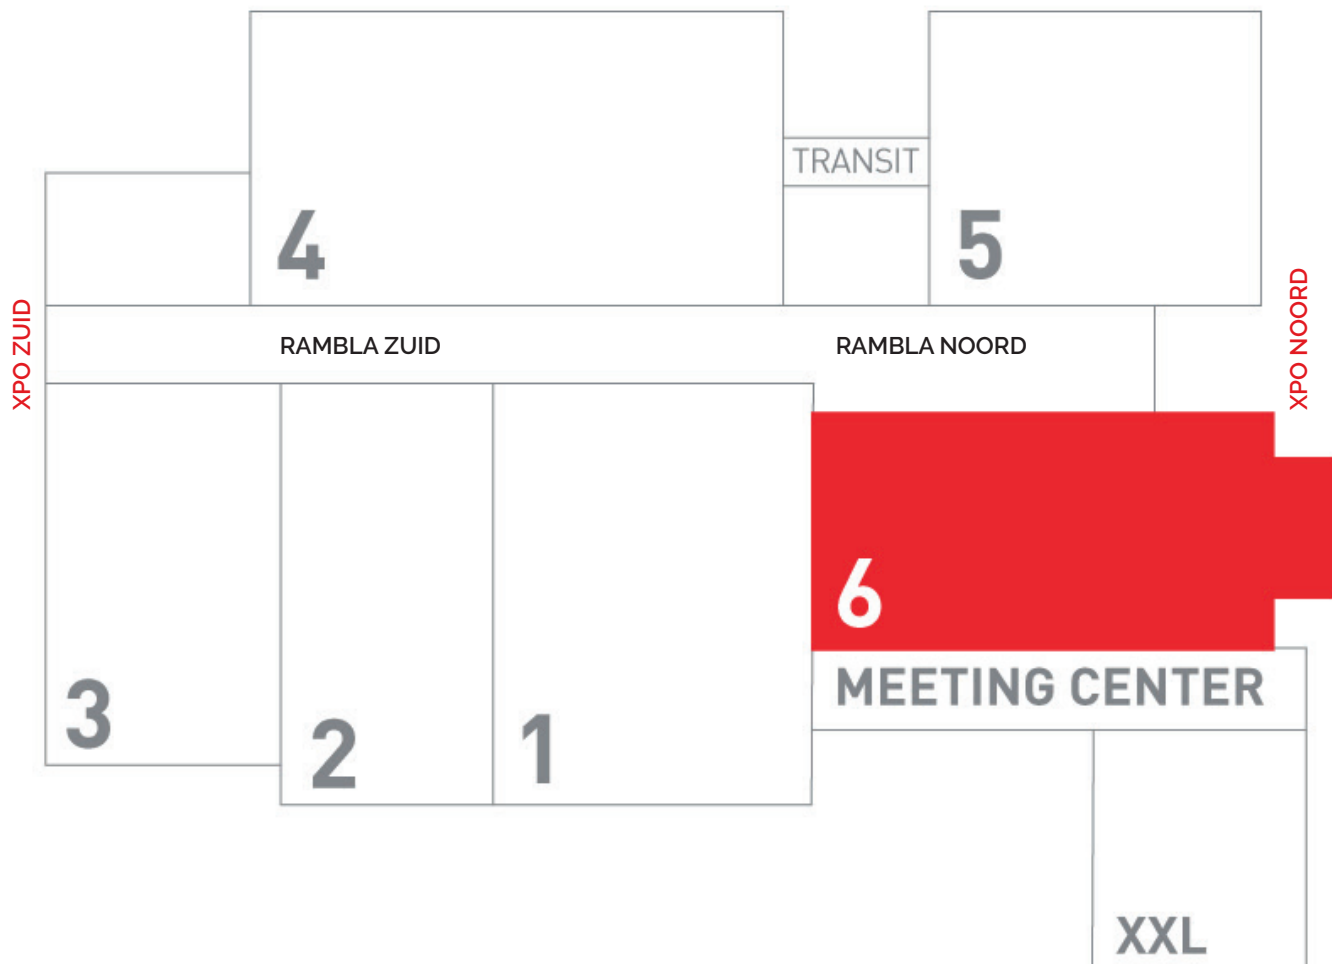 TRANSIT
4
5
XPO ZUID
RAMBLA ZUID
RAMBLA NOORD
XPO NOORD
6
MEETING CENTER
3
2
1
XXL